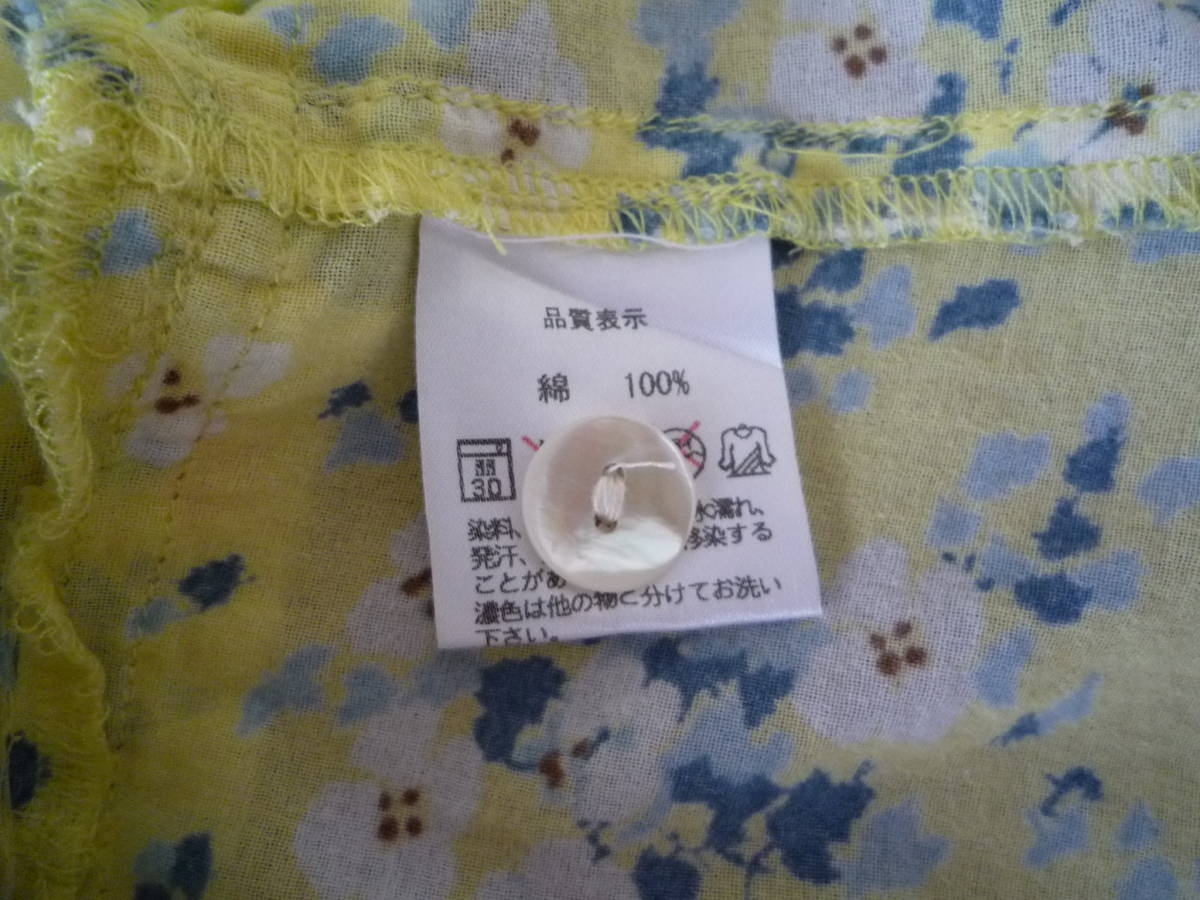 品質表示
綿 100%
30
染料、 水濡れ、
発汗、 移染する
ことがあ
濃色は他の物と分けてお洗い
下さい。